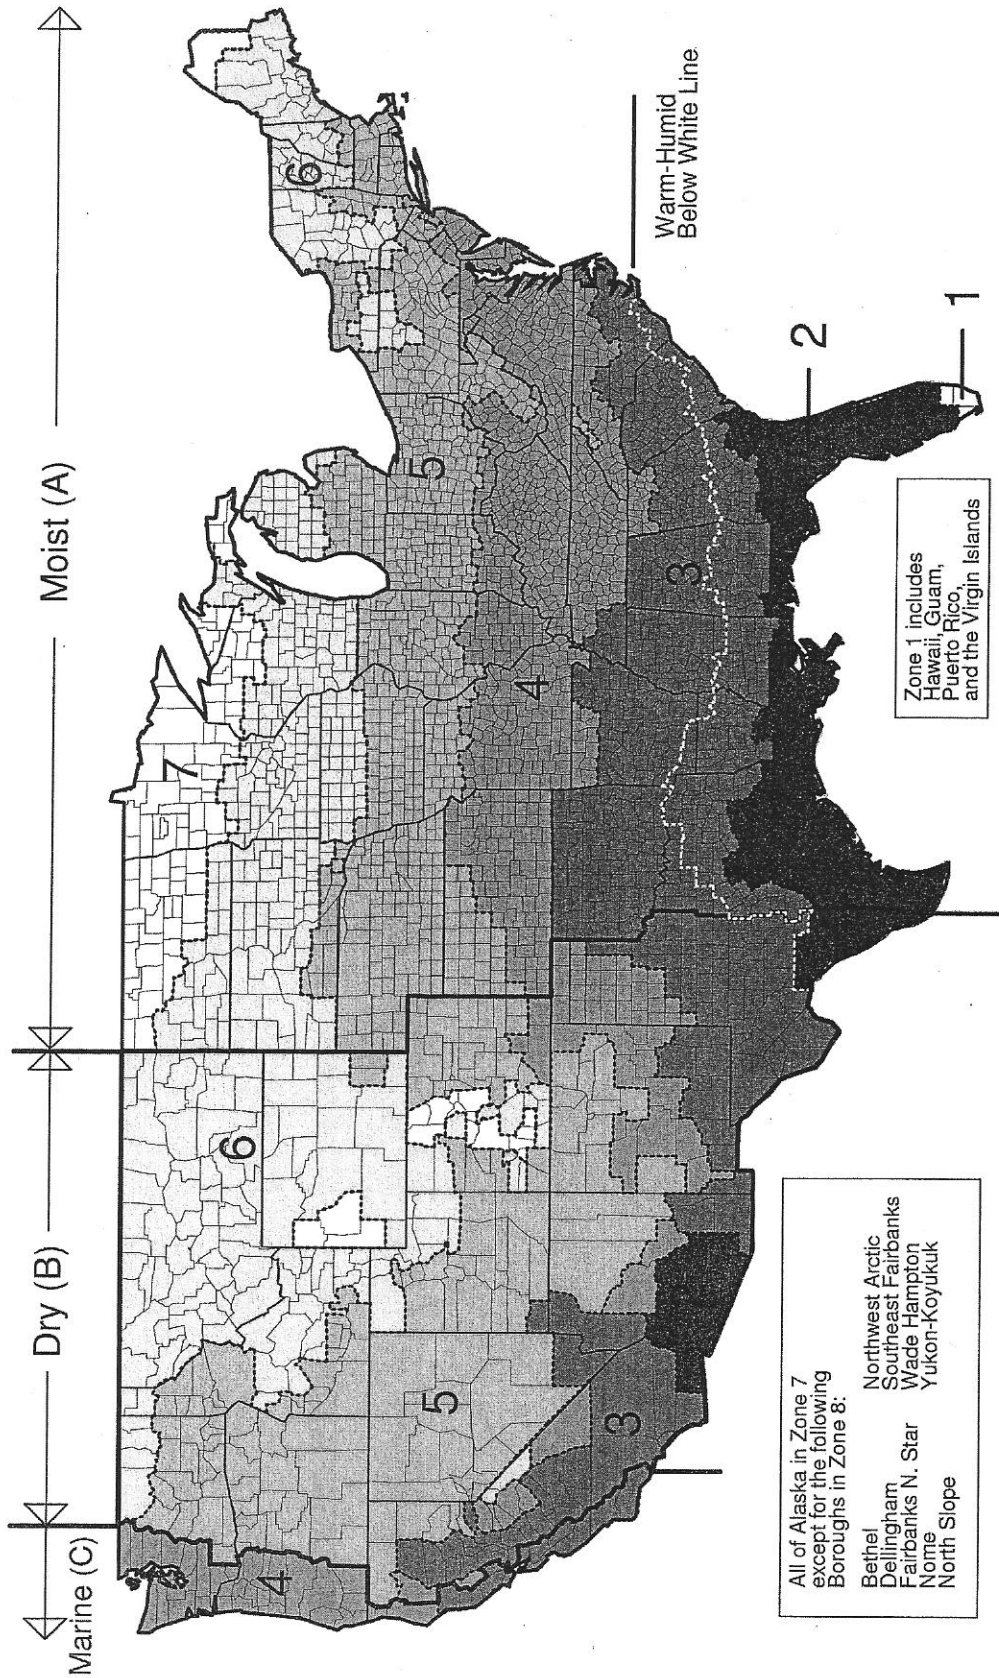 Marine (C)
Dry (B)
Moist (A)
7
6
6
5
5
4
4
3
3
2
1
Warm-Humid
Below White Line
All of Alaska in Zone 7
except for the following
Boroughs in Zone 8:
Bethel
Dellingham
Fairbanks N. Star
Nome
North Slope
Northwest Arctic
Southeast Fairbanks
Wade Hampton
Yukon-Koyukuk
Zone 1 includes
Hawaii, Guam,
Puerto Rico,
and the Virgin Islands